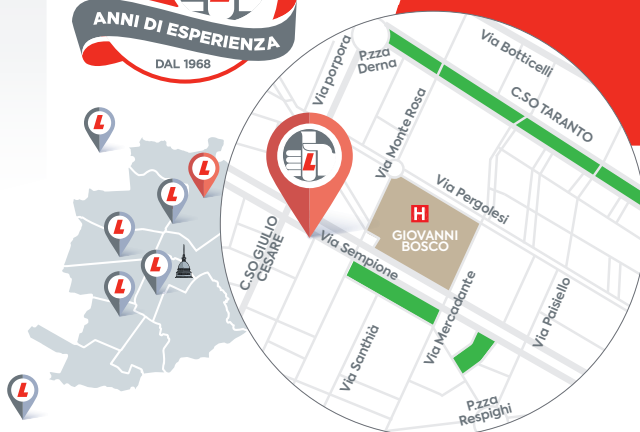 ANNI DI ESPERIENZA
DAL 1968
L
L
L
L
L
L
L
L
Via porpora
P.zza
Derna
Via Botticelli
C.SO TARANTO
Via Monte Rosa
L
Via Pergolesi
H
GIOVANNI
BOSCO
C.SO GIULIO
CESARE
Via Sempione
Via Mercadante
Via Paisiello
Via Santhià
P.zza
Respighi